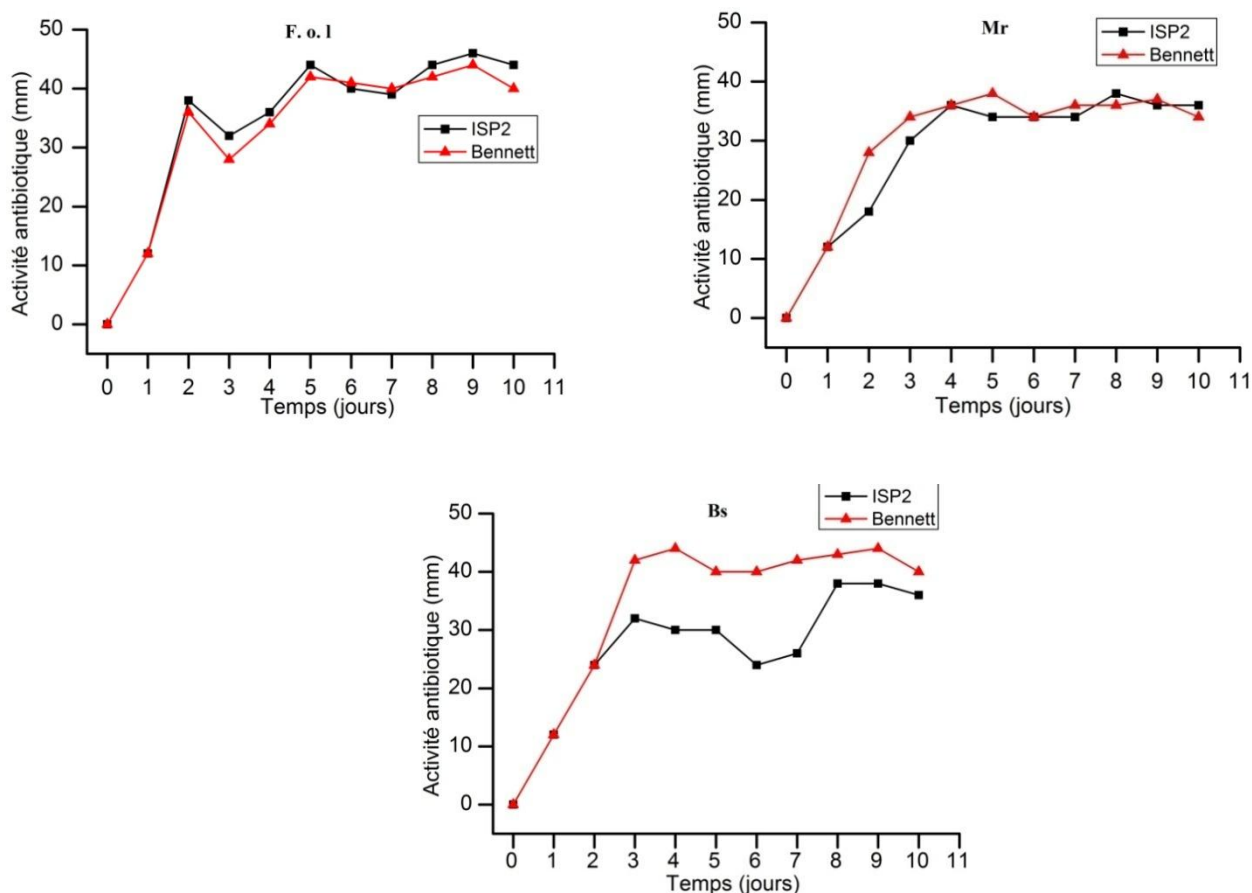 F. o. l
Activité antibiotique (mm)
50
40
30
20
10
0
ISP2
Bennett
0 1 2 3 4 5 6 7 8 9 10 11
Temps (jours)
Mr
Activité antibiotique (mm)
50
40
30
20
10
0
ISP2
Bennett
0 1 2 3 4 5 6 7 8 9 10 11
Temps (jours)
Bs
Activité antibiotique (mm)
50
40
30
20
10
0
ISP2
Bennett
0 1 2 3 4 5 6 7 8 9 10 11
Temps (jours)